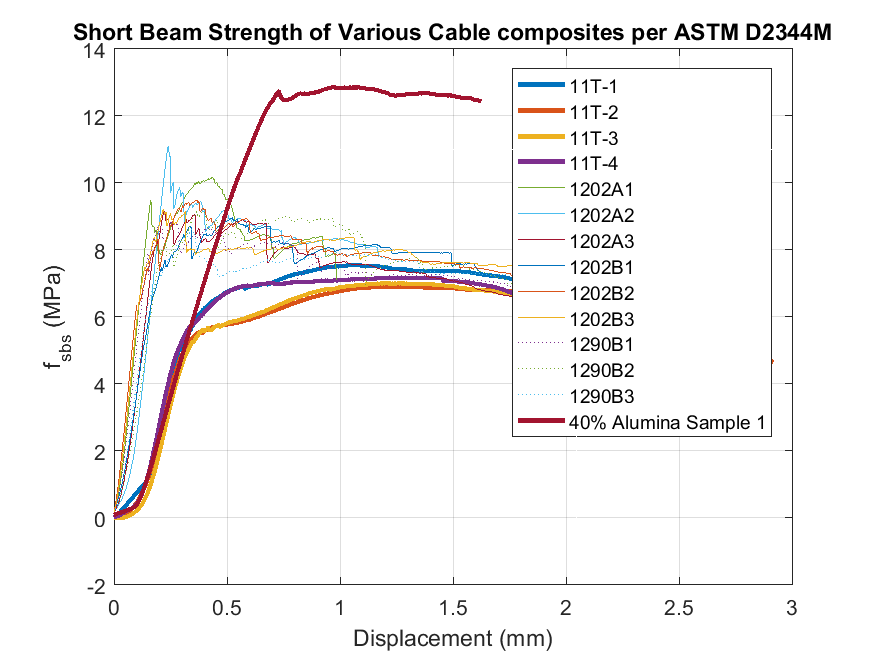 Short Beam Strength of Various Cable composites per ASTM D2344M
14
12
10
8
6
4
2
0
-2
f_sbs (MPa)
11T-1
11T-2
11T-3
11T-4
1202A1
1202A2
1202A3
1202B1
1202B2
1202B3
1290B1
1290B2
1290B3
40% Alumina Sample 1
0 0.5 1 1.5 2 2.5 3
Displacement (mm)